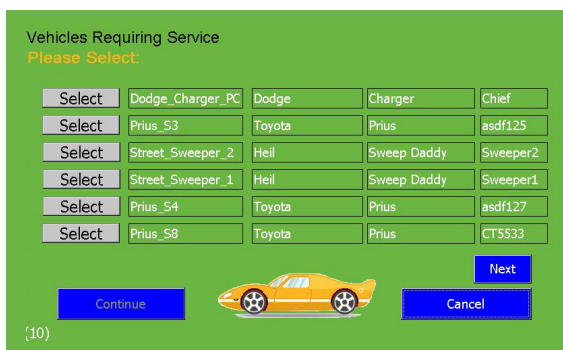 Vehicles Requiring Service
Please Select:
Select Dodge_Charger_PC Dodge Charger Chief
Select Prius_S3 Toyota Prius asdf125
Select Street_Sweeper_2 Heil Sweep Daddy Sweeper2
Select Street_Sweeper_1 Heil Sweep Daddy Sweeper1
Select Prius_S4 Toyota Prius asdf127
Select Prius_S8 Toyota Prius CT5533
Next
Continue Cancel
(10)